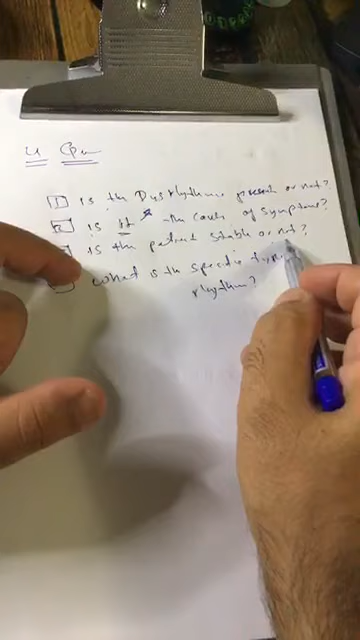 4 Q
1 Is the Dysrhythmia present or not?
2 is it the cause of symptoms?
is the patient stable or not?
What is the specific type
rhythm?